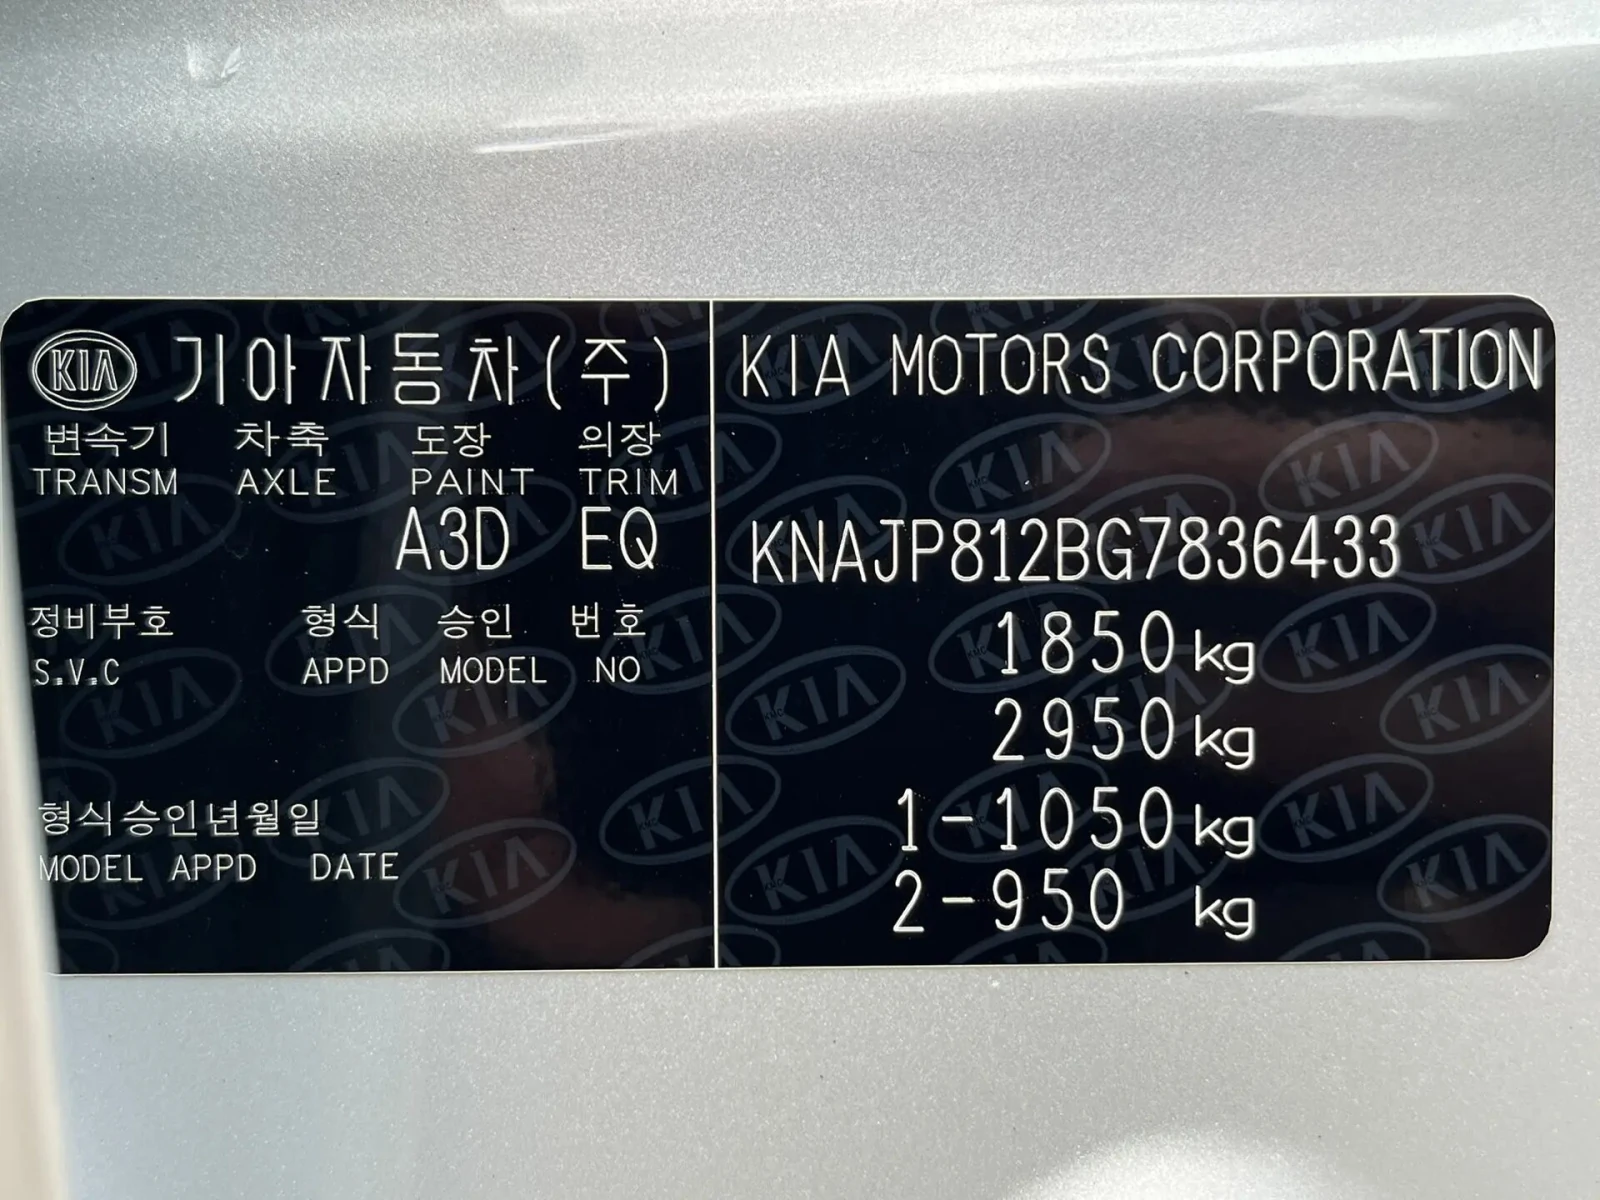 KIA 기아자동차(주)
변속기 차축 도장 의장
TRANSM AXLE PAINT TRIM
A3D EQ
정비부호 형식 승인 번호
S.V.C APPD MODEL NO
형식승인년월일
MODEL APPD DATE
KIA MOTORS CORPORATION
KNAJP812BG7836433
1850kg
2950kg
1-1050kg
2-950 kg